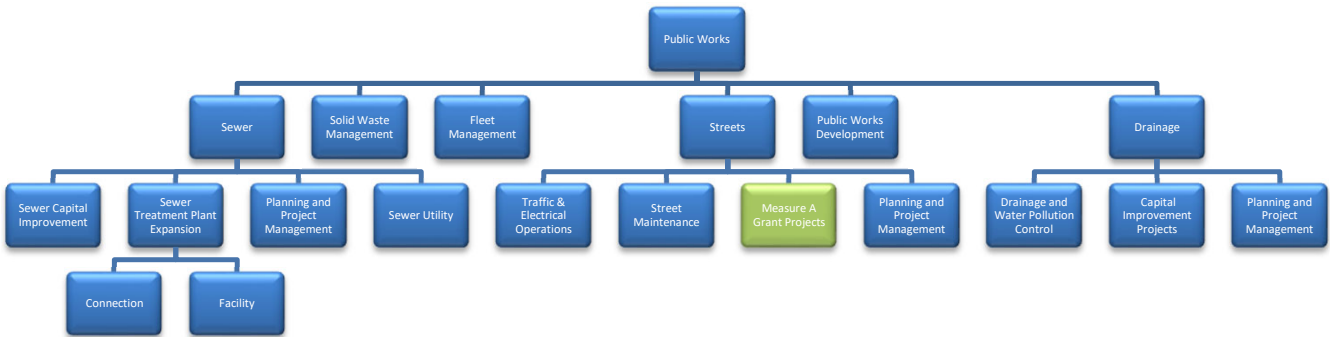 Public Works
Sewer
Solid Waste
Management
Fleet
Management
Streets
Public Works
Development
Drainage
Sewer Capital
Improvement
Sewer
Treatment Plant
Expansion
Planning and
Project
Management
Sewer Utility
Traffic &
Electrical
Operations
Street
Maintenance
Measure A
Grant Projects
Planning and
Project
Management
Drainage and
Water Pollution
Control
Capital
Improvement
Projects
Planning and
Project
Management
Connection
Facility